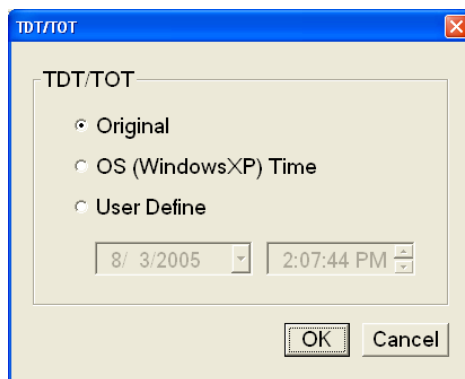 TDT/TOT
TDT/TOT
Original
OS (WindowsXP) Time
User Define
8/ 3/2005 2:07:44 PM
OK Cancel